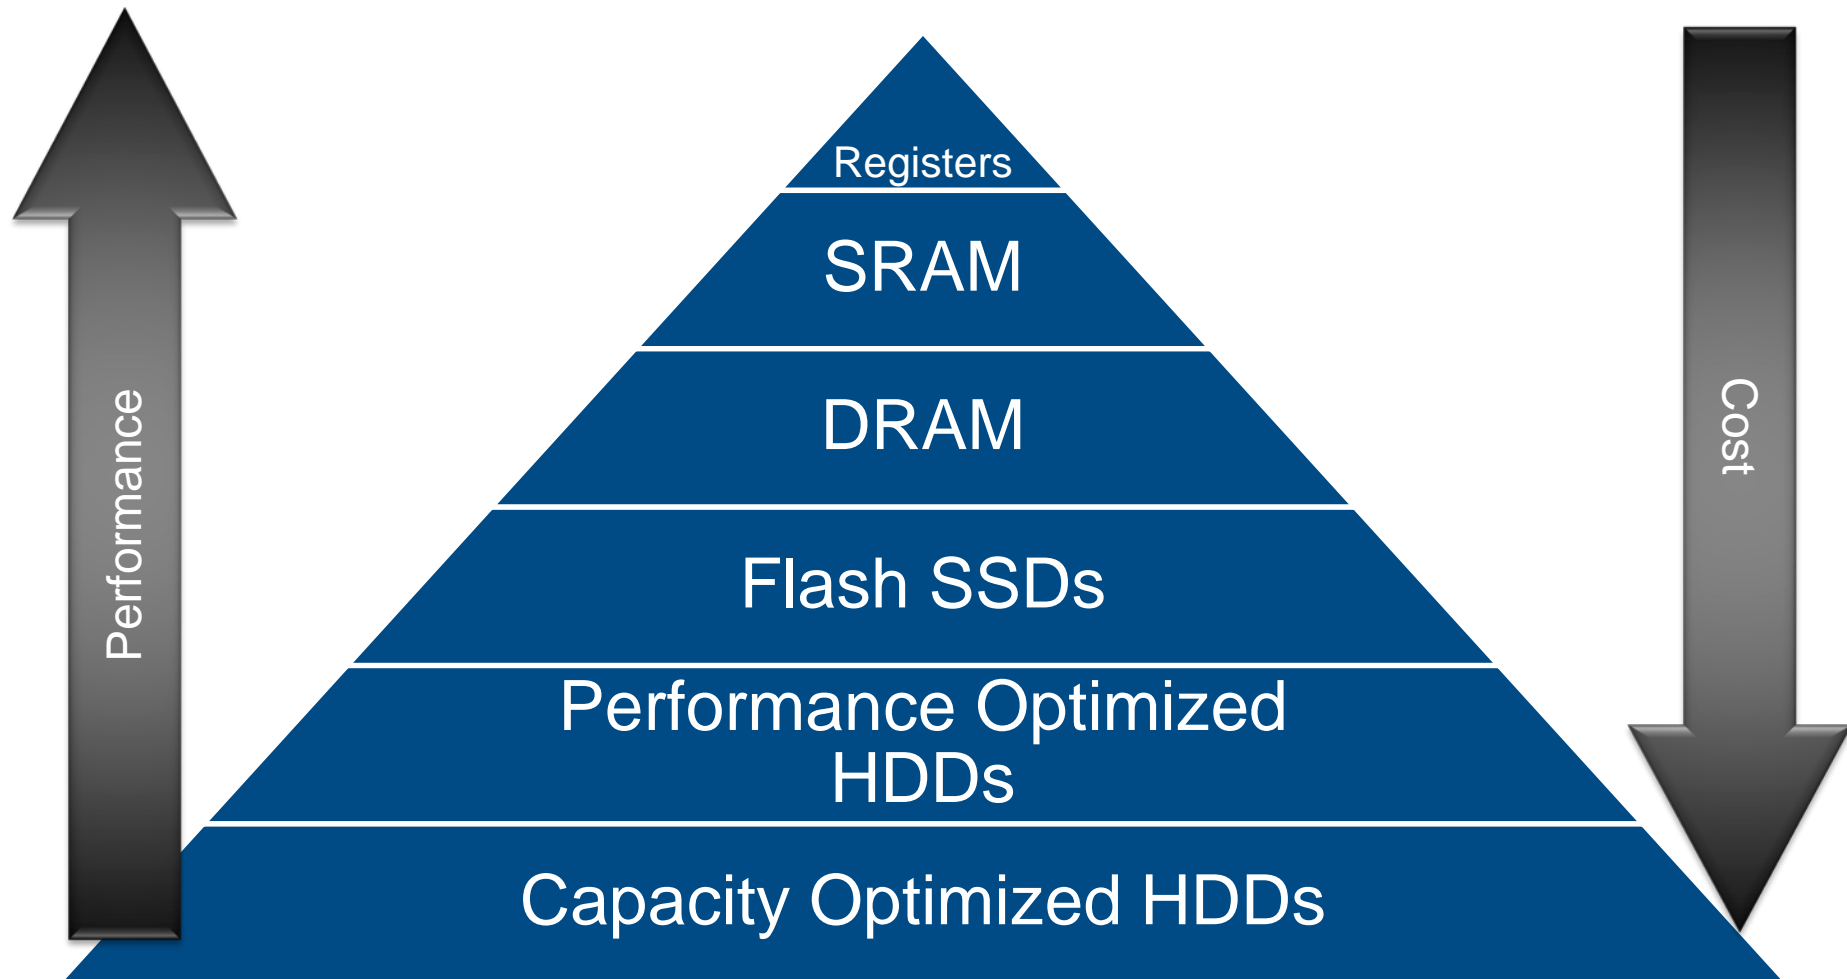 Registers
SRAM
DRAM
Flash SSDs
Performance Optimized
HDDs
Capacity Optimized HDDs
Performance
Cost